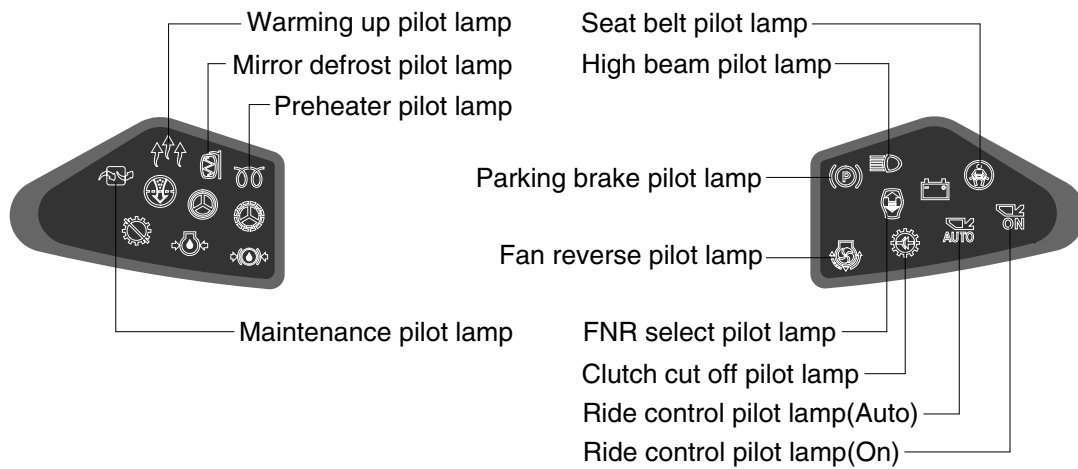 Warming up pilot lamp
Mirror defrost pilot lamp
Preheater pilot lamp
Maintenance pilot lamp
Seat belt pilot lamp
High beam pilot lamp
Parking brake pilot lamp
Fan reverse pilot lamp
FNR select pilot lamp
Clutch cut off pilot lamp
Ride control pilot lamp(Auto)
Ride control pilot lamp(On)
P
AUTO
ON